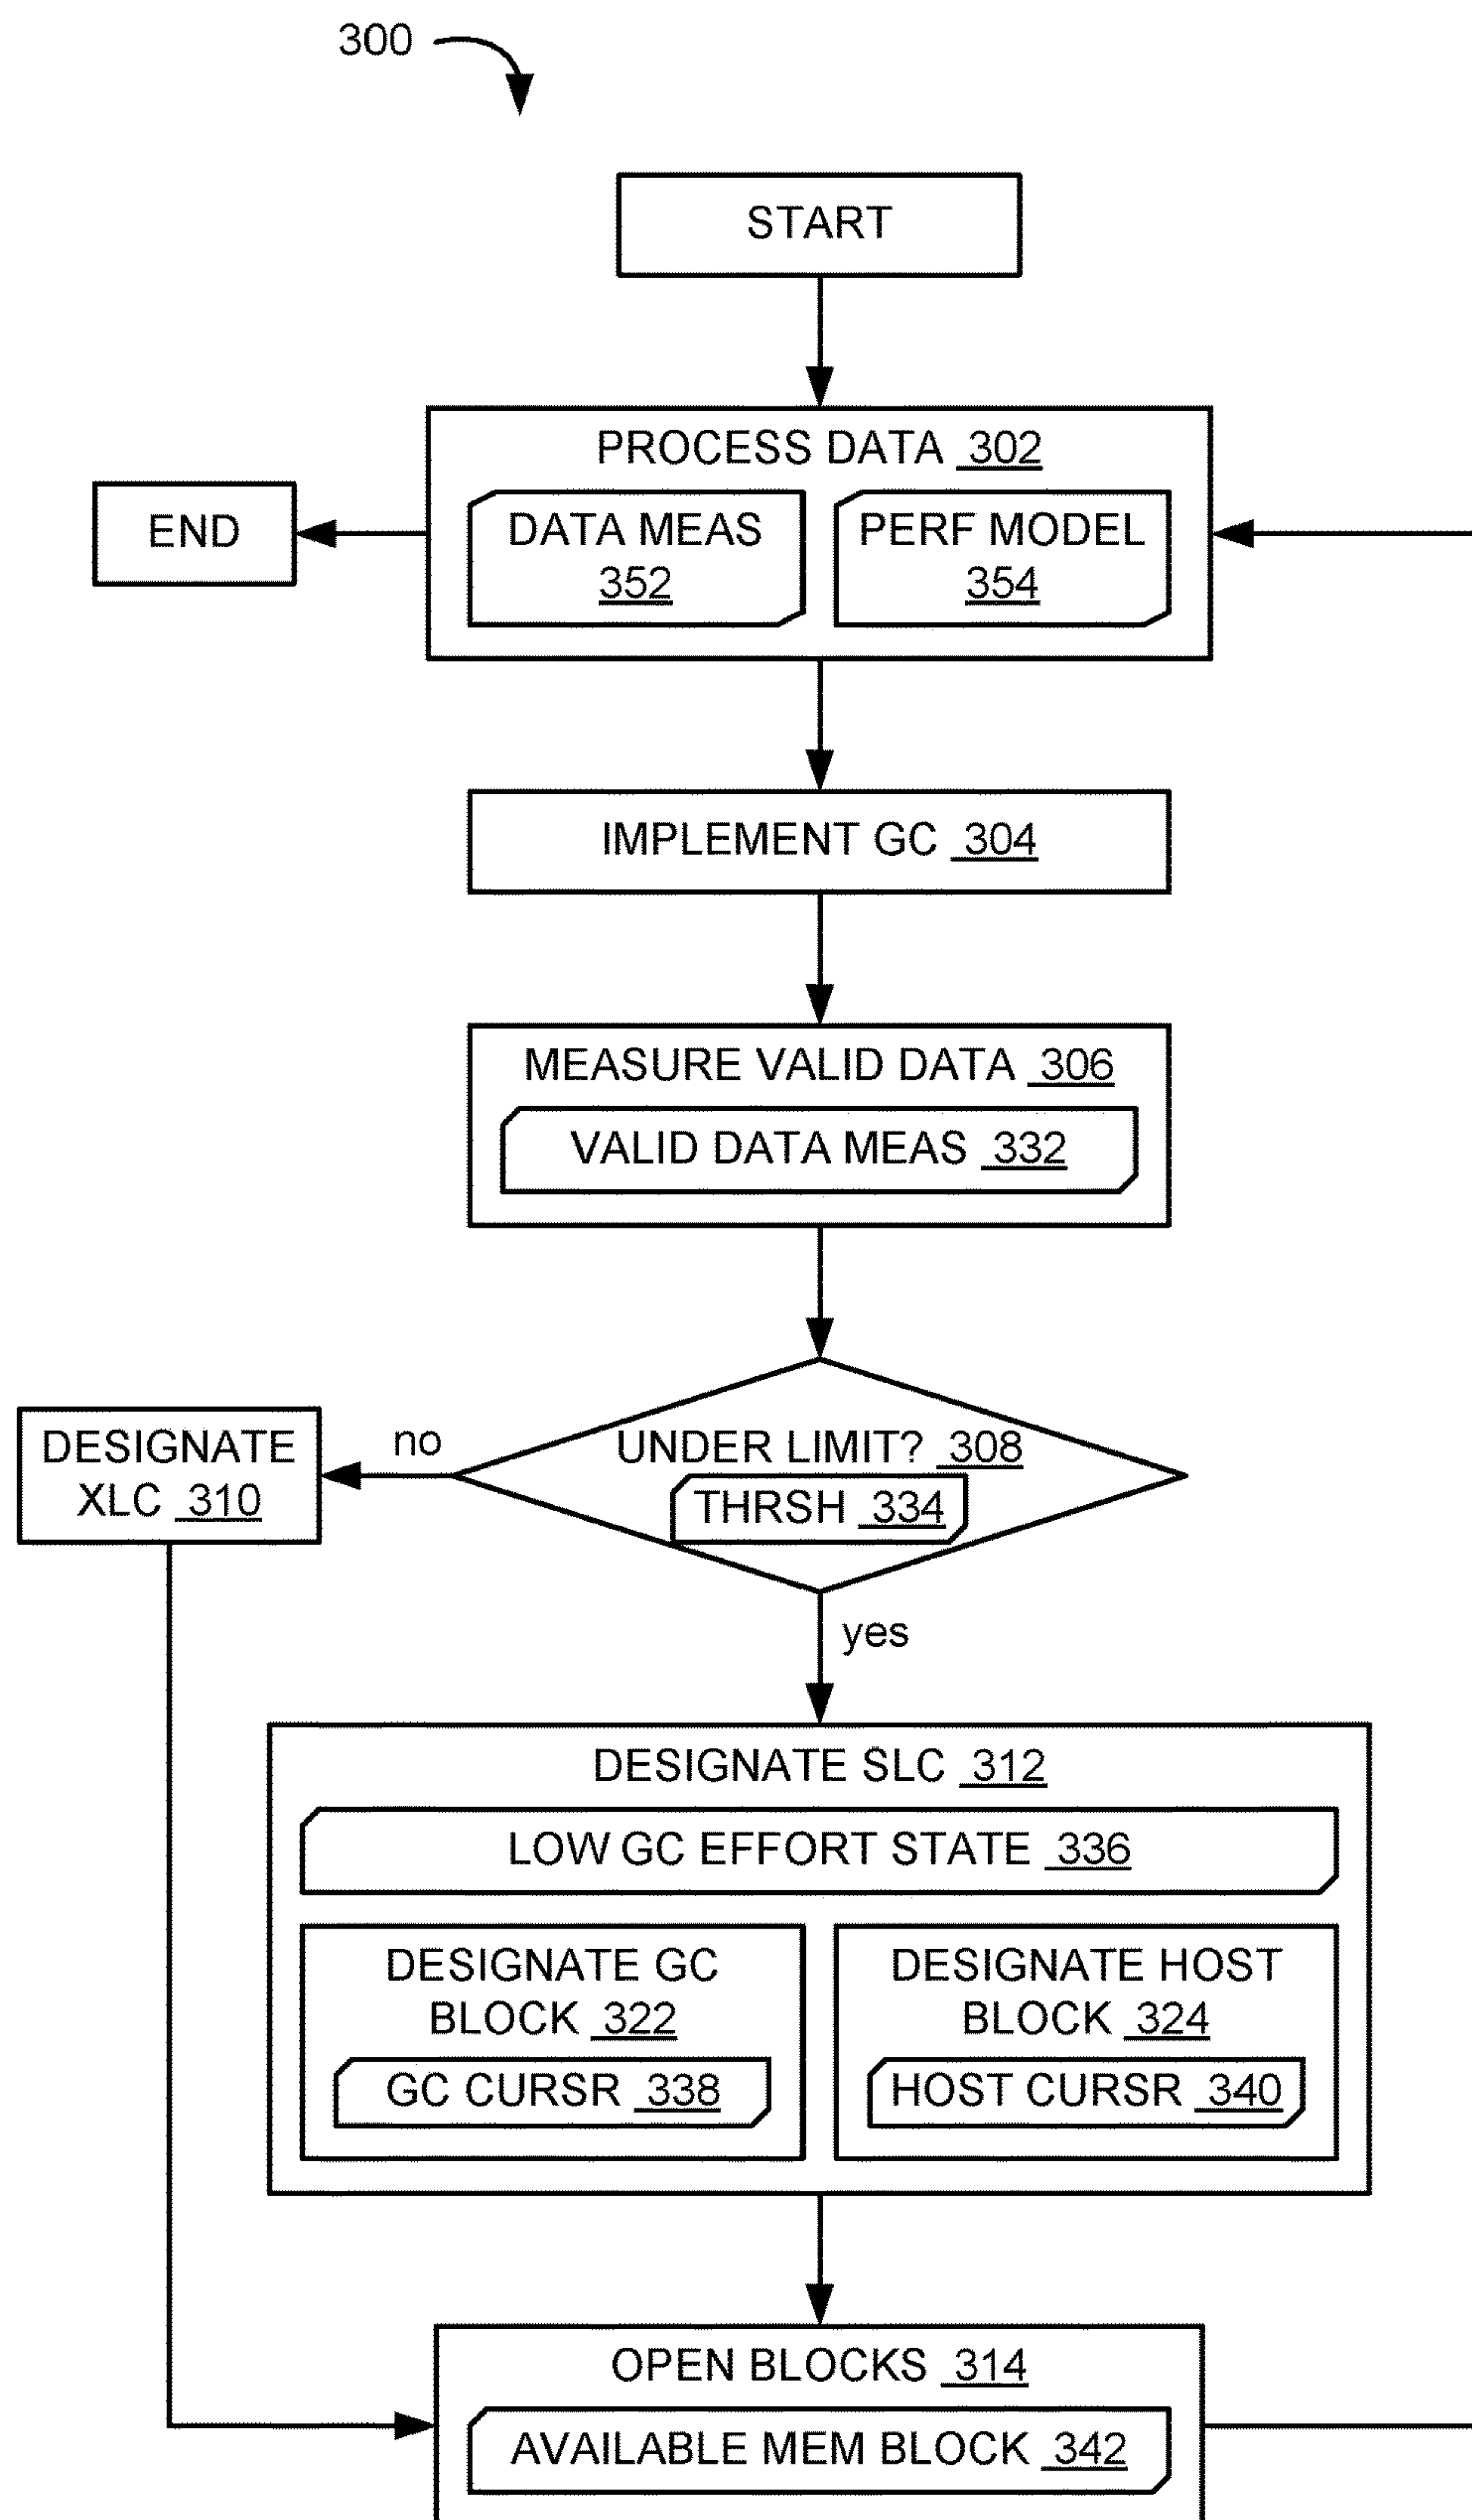 300
START
PROCESS DATA 302
END
DATA MEAS
352
PERF MODEL
354
IMPLEMENT GC 304
MEASURE VALID DATA 306
VALID DATA MEAS 332
DESIGNATE
XLC 310
no
UNDER LIMIT? 308
THRSH 334
yes
DESIGNATE SLC 312
LOW GC EFFORT STATE 336
DESIGNATE GC
BLOCK 322
GC CURSR 338
DESIGNATE HOST
BLOCK 324
HOST CURSR 340
OPEN BLOCKS 314
AVAILABLE MEM BLOCK 342